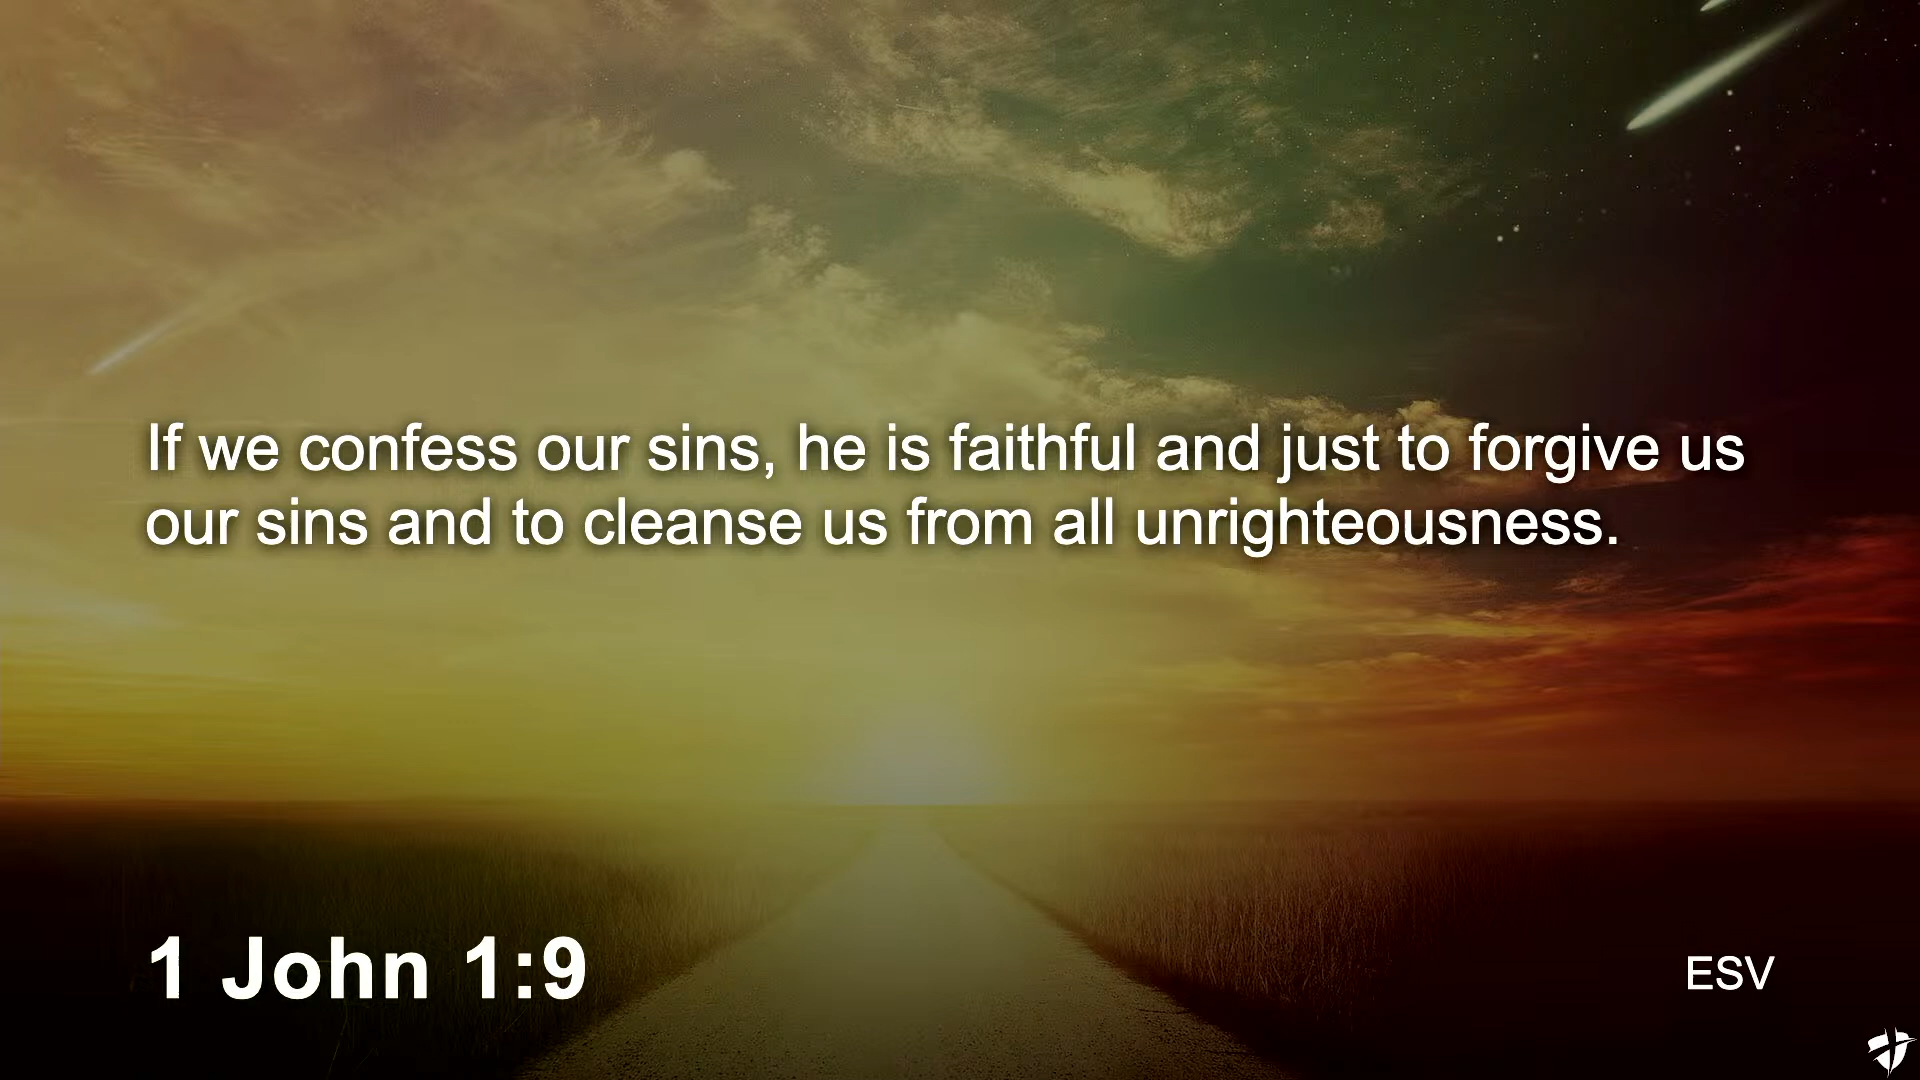 If we confess our sins, he is faithful and just to forgive us
our sins and to cleanse us from all unrighteousness.
1 John 1:9
ESV